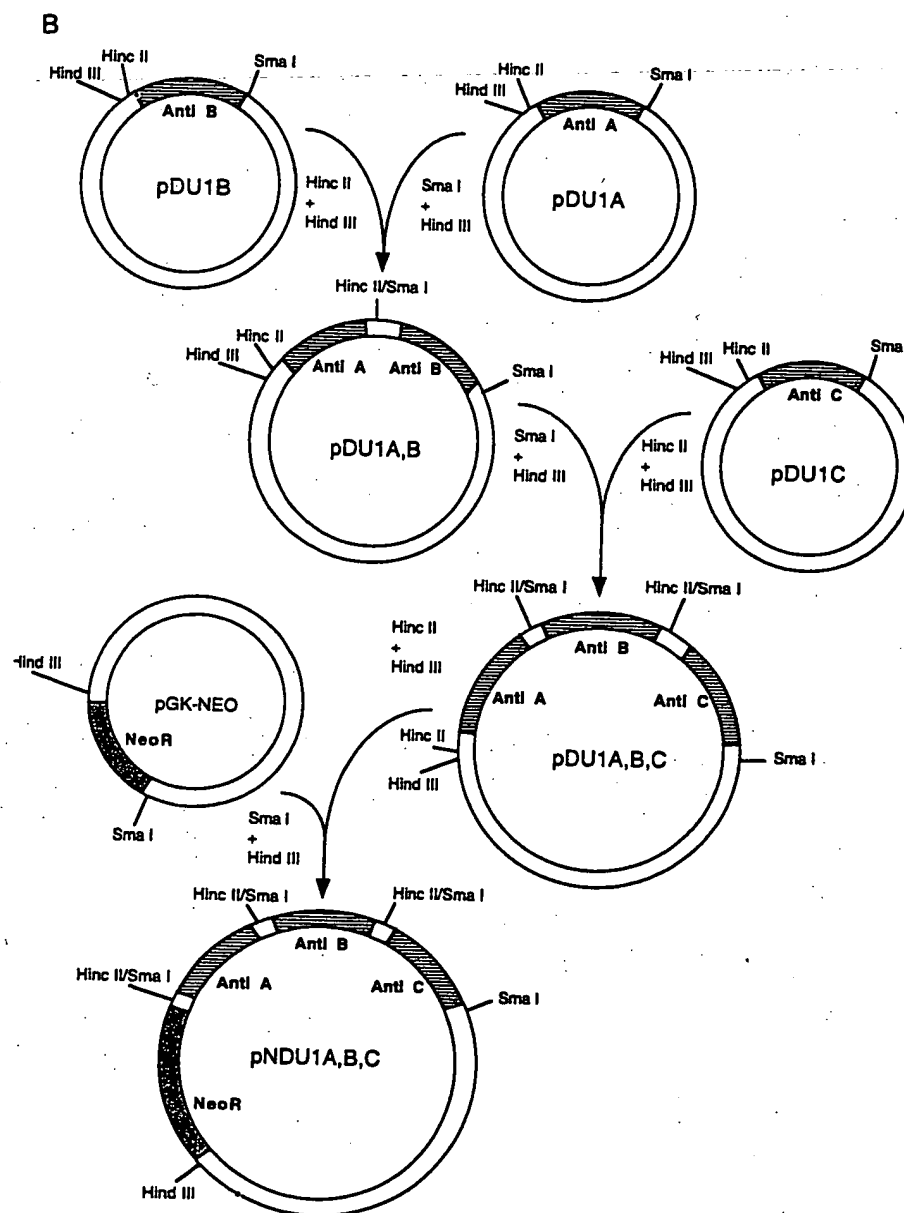 B
Hinc II
Hind III
Sma I
Anti B
pDU1B
Hinc II
Hind III
Sma I
Anti A
pDU1A
Hinc II
+
Hind III
Sma I
+
Hind III
Hinc II/Sma I
Hinc II
Hind III
Anti A
Anti B
Sma I
pDU1A,B
Hinc II
Hind III
Sma
Anti C
pDU1C
Sma I
+
Hind III
Hinc II
+
Hind III
Hinc II/Sma I
Hinc II/Sma I
Anti B
Anti A
Anti C
Hinc II
Hind III
Sma I
pDU1A,B,C
Hind III
pGK-NEO
NeoR
Sma I
Hinc II
+
Hind III
Sma I
+
Hind III
Hinc II/Sma I
Hinc II/Sma I
Anti B
Hinc II/Sma I
Anti A
Anti C
Sma I
pNDU1A,B,C
NeoR
Hind III